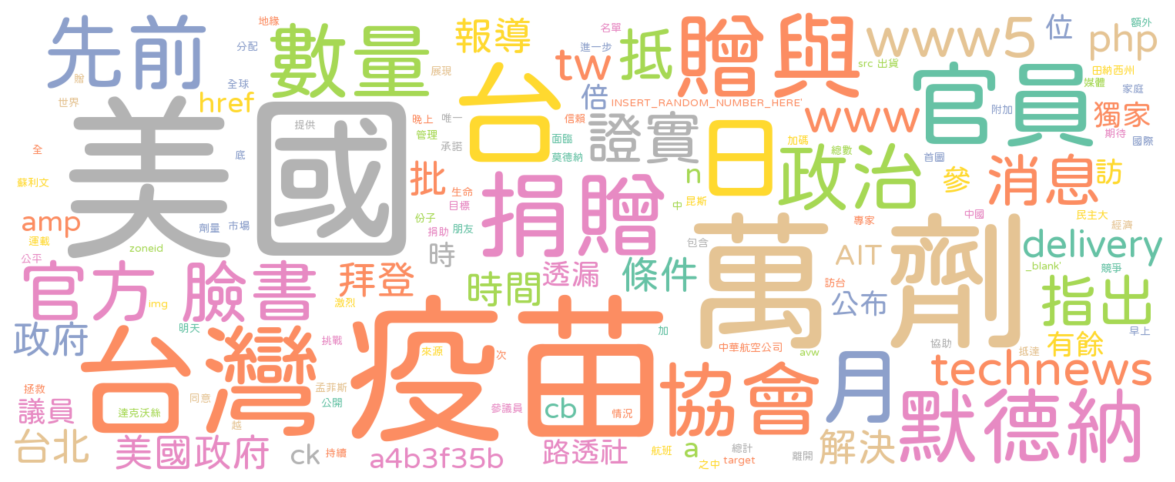 先前
地緣
分配
數量
報導
名單
進一步
倍
tw
抵
贈與
src
出貨
www5
位
php
額外
田納西州
媒體
家庭
贈
世界
全球
href
展現
台
INSERT_RANDOM_NUMBER_HERE'
www
官員
附加
獨家
期待
國際
美國
提供
晚上
唯一
管理
承諾
信賴
面臨
莫德納
證實
日
加碼
總數
政治
首圖
參
消息
訪
全
底
蘇利文
劑量
市場
批
生命
目標
捐贈
n
中
昆斯
民主大
經濟
amp
運載
公平
zoneid
份子
捐助
朋友
時
包含
萬劑
專家
AIT
中國
delivery
_blank'
競爭
官方
臉書
img
激烈
拜登
時間
透漏
條件
訪台
公布
指出
政府
明天
挑戰
疫苗
來源
次
加
中華航空公司
avw
協助
有餘
抵達
早上
台灣
拯救
議員
達克沃絲
同意
越
孟菲斯
公開
參議員
cb
情況
協會
月
technews
默德納
台北
美國政府
ck
持續
a4b3f35b
路透社
航班
a
之中
總計
target
離開
解決